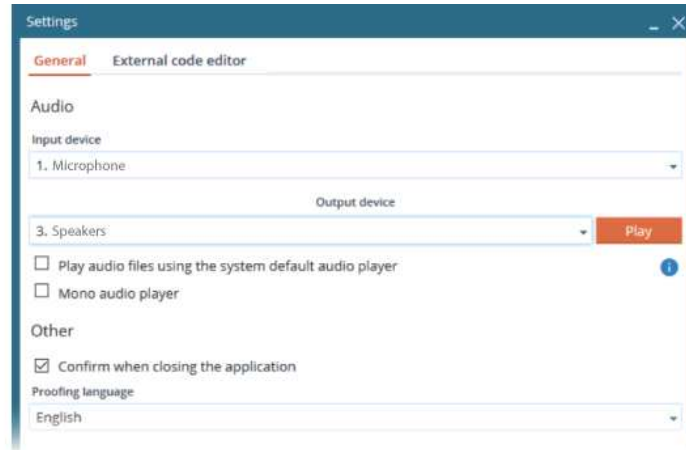 Settings
General External code editor
Audio
Input device
1. Microphone
Output device
3. Speakers Play
Play audio files using the system default audio player
Mono audio player
Other
Confirm when closing the application
Proofing language
English